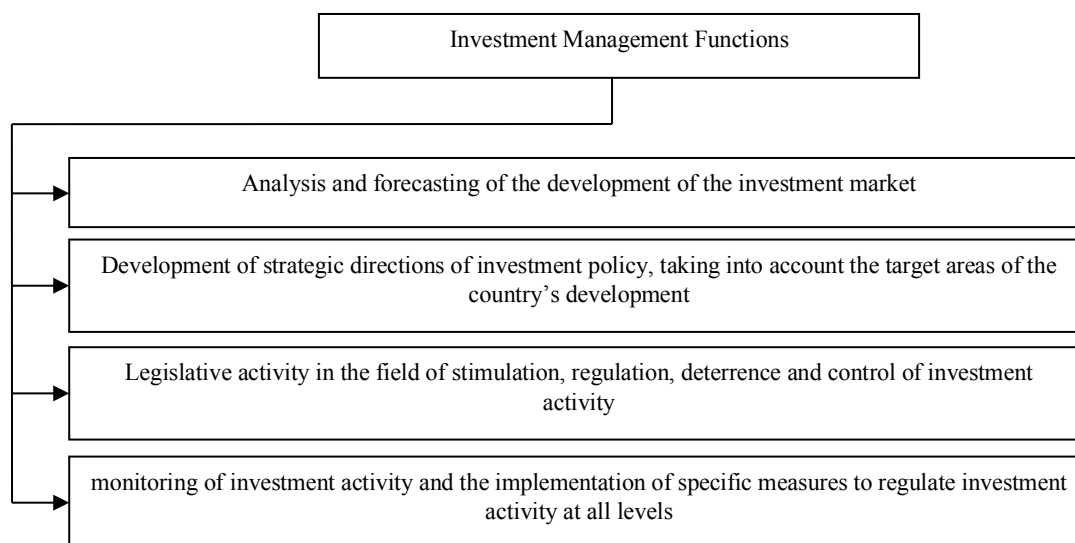 Investment Management Functions
Analysis and forecasting of the development of the investment market
Development of strategic directions of investment policy, taking into account the target areas of the
country’s development
Legislative activity in the field of stimulation, regulation, deterrence and control of investment
activity
monitoring of investment activity and the implementation of specific measures to regulate investment
activity at all levels